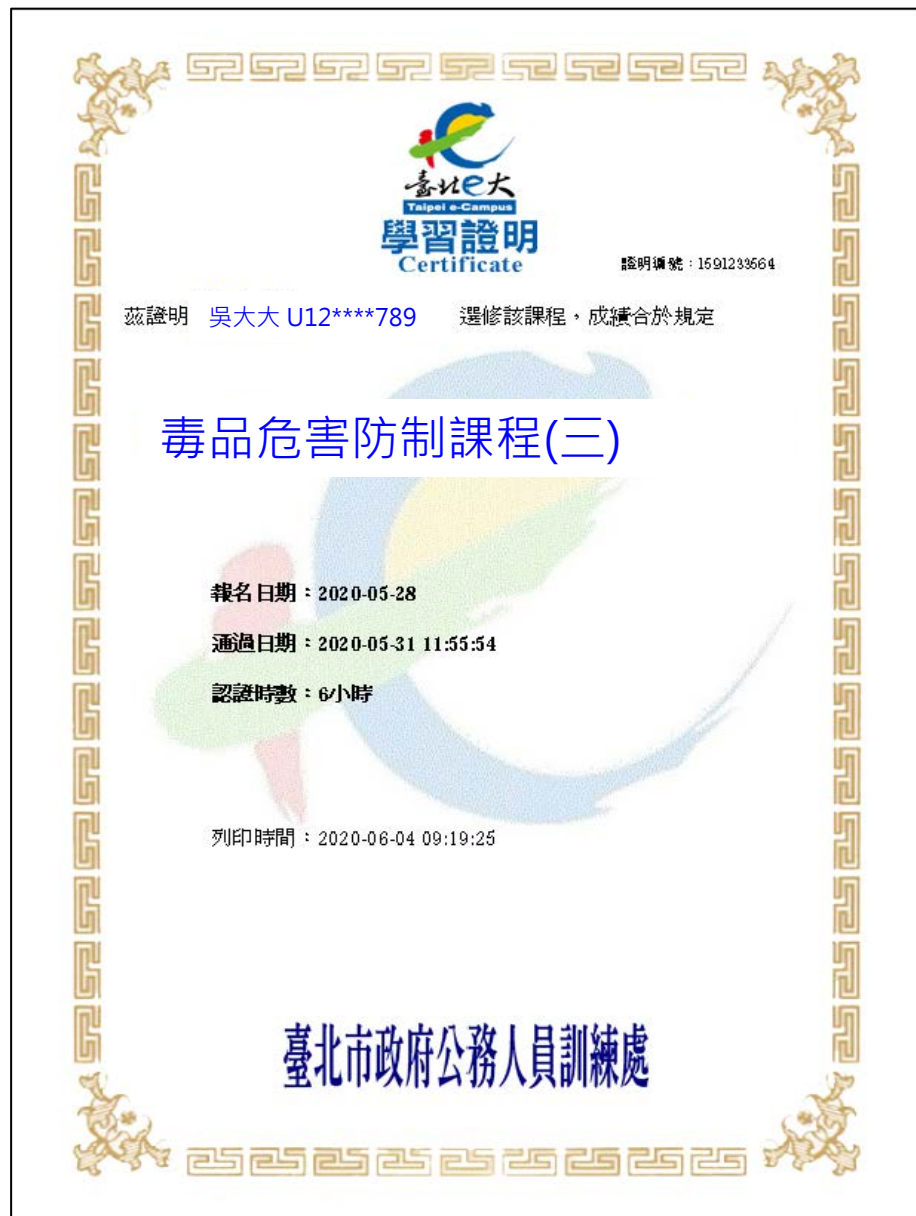 臺北e大
Taipei e-Campus
學習證明
Certificate
證明編號：1591233564
茲證明 吳大大 U12****789 選修該課程，成績合於規定
毒品危害防制課程(三)
報名日期：2020-05-28
通過日期：2020-05-31 11:55:54
認證時數：6小時
列印時間：2020-06-04 09:19:25
臺北市政府公務人員訓練處